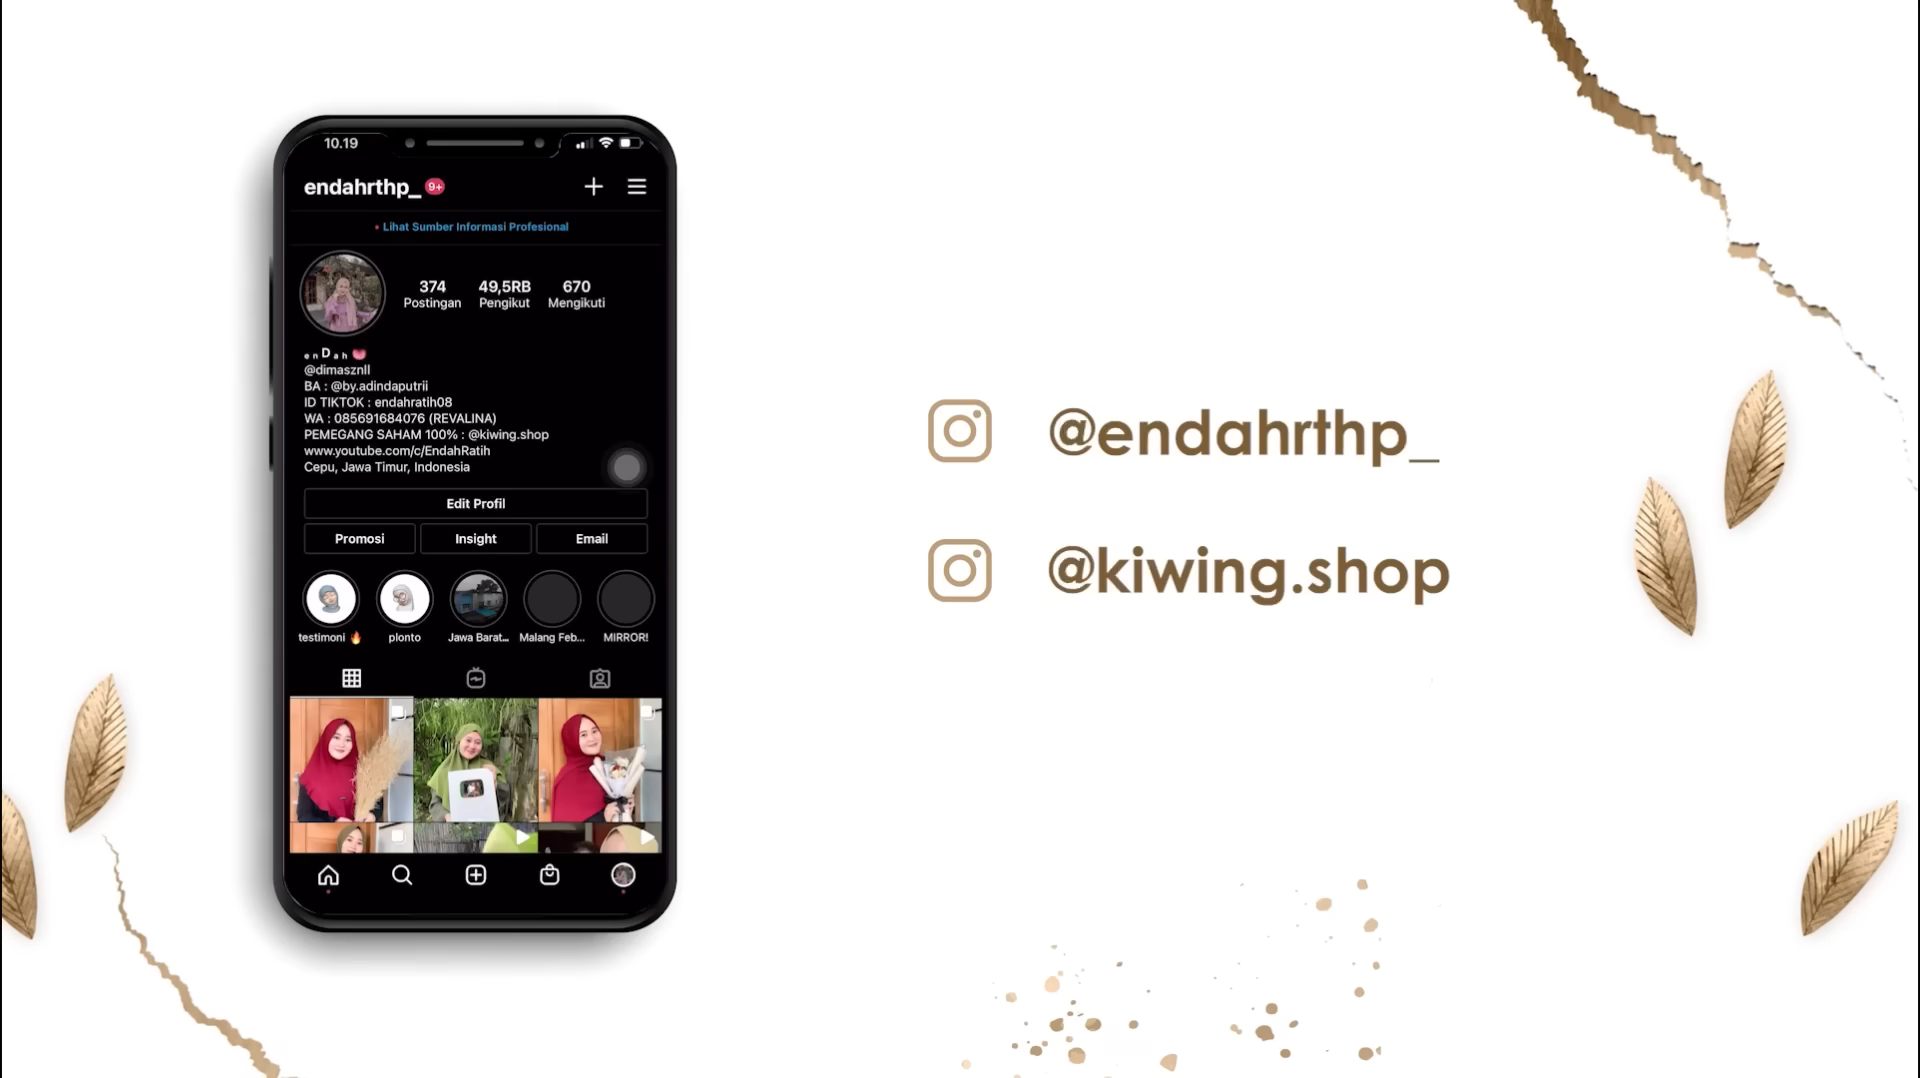 10.19
endahrthp_ 9+
Lihat Sumber Informasi Profesional
374 49,5RB 670
Postingan Pengikut Mengikuti
enDah
@dimasznll
BA : @by.adindaputrii
ID TIKTOK : endahratih08
WA : 085691684076 (REVALINA)
PEMEGANG SAHAM 100% : @kiwing.shop
www.youtube.com/c/EndahRatih
Cepu, Jawa Timur, Indonesia
Edit Profil
Promosi Insight Email
testimoni 🔥 plonto Jawa Barat... Malang Feb... MIRROR!
@endahrthp_
@kiwing.shop